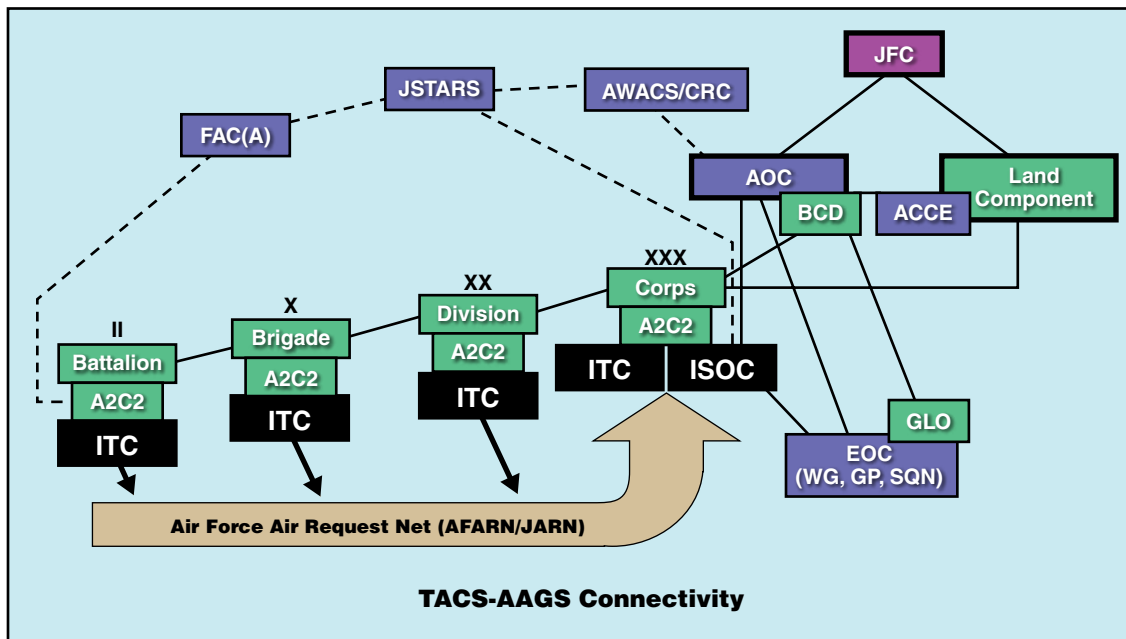 JFC
JSTARS
AWACS/CRC
FAC(A)
AOC
Land
Component
BCD
ACCE
XXX
Corps
A2C2
ITC
ISOC
XX
Division
A2C2
ITC
X
Brigade
A2C2
ITC
II
Battalion
A2C2
ITC
GLO
EOC
(WG, GP, SQN)
Air Force Air Request Net (AFARN/JARN)
TACS-AAGS Connectivity